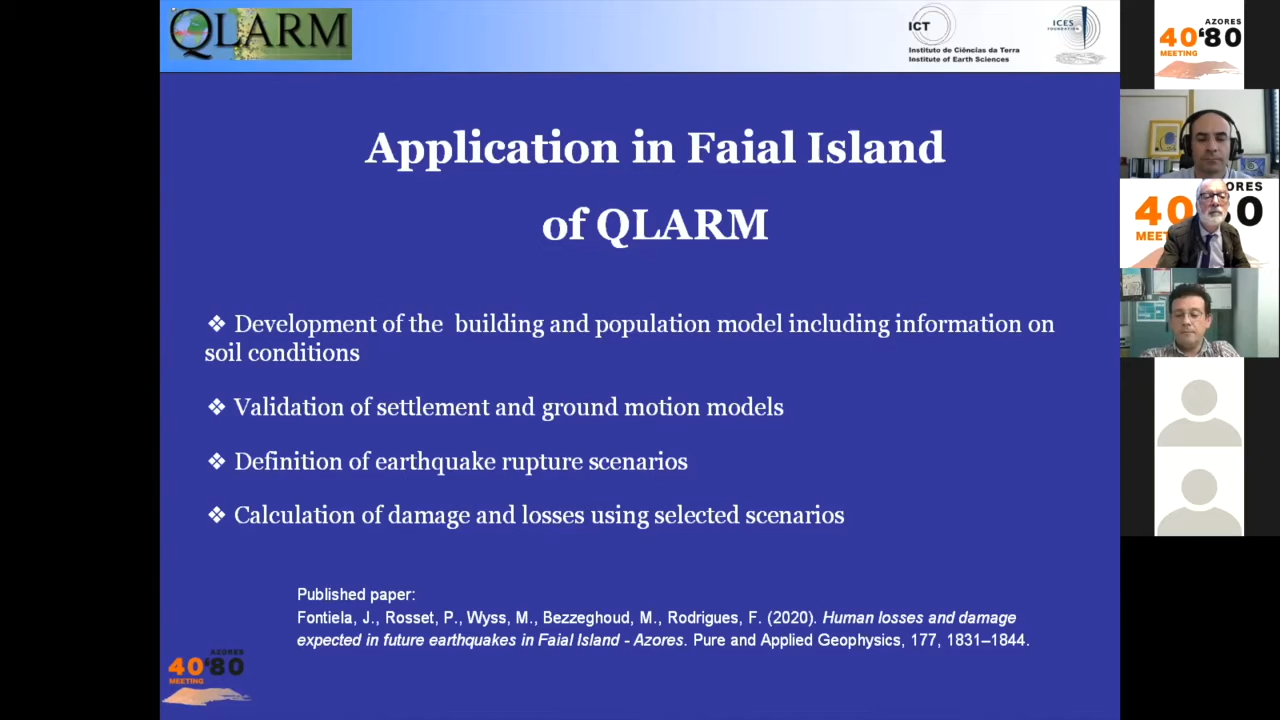 QLARM
ICT
Instituto de Ciências da Terra
Institute of Earth Sciences
ICES
FOUNDATION
Application in Faial Island
of QLARM
❖ Development of the building and population model including information on
soil conditions
❖ Validation of settlement and ground motion models
❖ Definition of earthquake rupture scenarios
❖ Calculation of damage and losses using selected scenarios
Published paper:
Fontiela, J., Rosset, P., Wyss, M., Bezzeghoud, M., Rodrigues, F. (2020). Human losses and damage
expected in future earthquakes in Faial Island - Azores. Pure and Applied Geophysics, 177, 1831–1844.
AZORES
40'80
MEETING
AZORES
40'80
MEETING
ORES
40 0
MEET